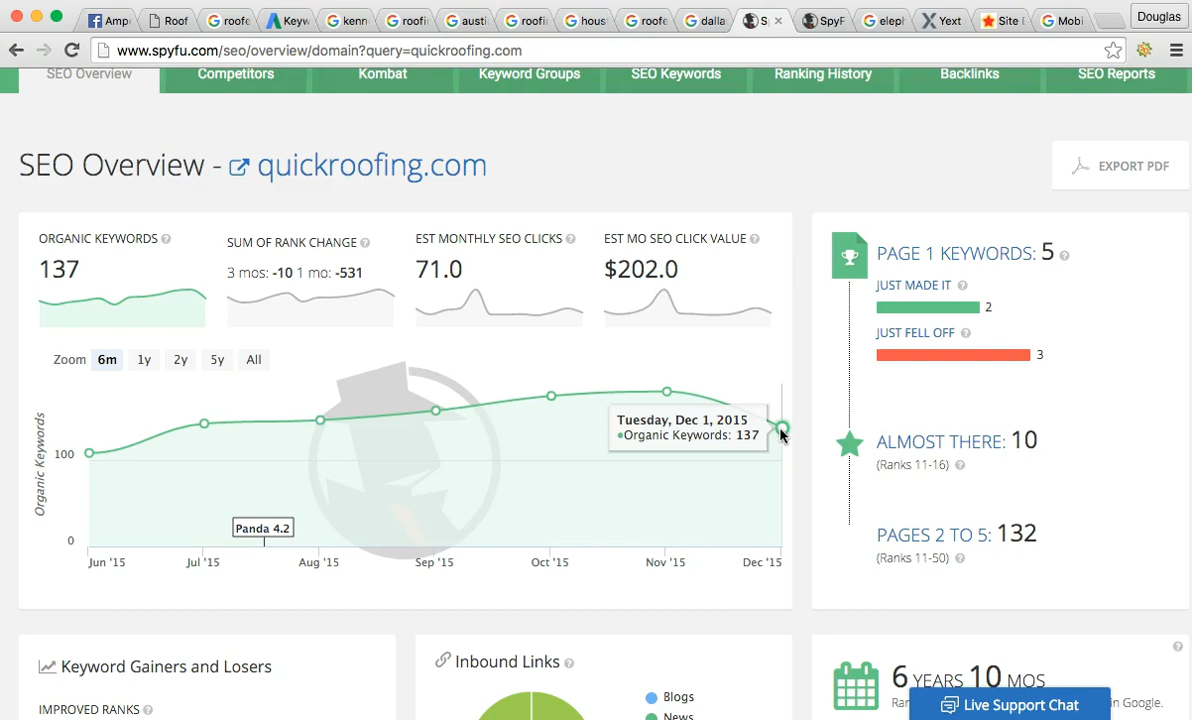 Amp Roof roofe Keyw kenn roofi austi roofi hous roofe dalla S SpyF elepl Yext Site Mobi Douglas
www.spyfu.com/seo/overview/domain?query=quickroofing.com
SEO Overview Competitors Kombat Keyword Groups SEO Keywords Ranking History Backlinks SEO Reports
SEO Overview - quickroofing.com
EXPORT PDF
ORGANIC KEYWORDS
137
SUM OF RANK CHANGE
3 mos: -10 1 mo: -531
EST MONTHLY SEO CLICKS
71.0
EST MO SEO CLICK VALUE
$202.0
Zoom 6m 1y 2y 5y All
Organic Keywords
100
0
Tuesday, Dec 1, 2015
Organic Keywords: 137
Panda 4.2
Jun '15 Jul '15 Aug '15 Sep '15 Oct '15 Nov '15 Dec '15
PAGE 1 KEYWORDS: 5
JUST MADE IT
2
JUST FELL OFF
3
ALMOST THERE: 10
(Ranks 11-16)
PAGES 2 TO 5: 132
(Ranks 11-50)
Keyword Gainers and Losers
IMPROVED RANKS
Inbound Links
Blogs
News
6 YEARS 10 MOS
in Google.
Live Support Chat